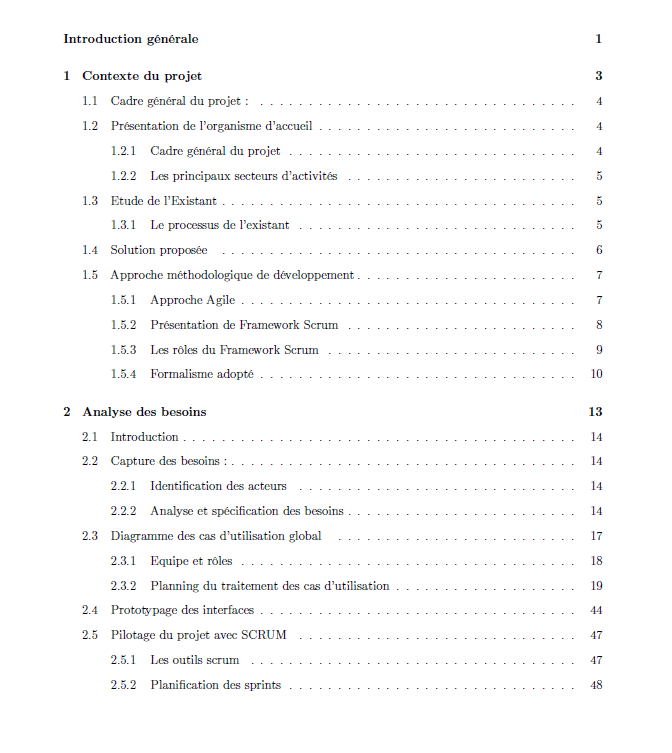 Introduction générale 1
1 Contexte du projet 3
1.1 Cadre général du projet : . . . . . . . . . . . . . . . . . . . . . . . . . . . . . . . . 4
1.2 Présentation de l'organisme d'accueil . . . . . . . . . . . . . . . . . . . . . . . . . . 4
1.2.1 Cadre général du projet . . . . . . . . . . . . . . . . . . . . . . . . . . . . . 4
1.2.2 Les principaux secteurs d'activités . . . . . . . . . . . . . . . . . . . . . . . 5
1.3 Etude de l'Existant . . . . . . . . . . . . . . . . . . . . . . . . . . . . . . . . . . . . 5
1.3.1 Le processus de l'existant . . . . . . . . . . . . . . . . . . . . . . . . . . . . 5
1.4 Solution proposée . . . . . . . . . . . . . . . . . . . . . . . . . . . . . . . . . . . . 6
1.5 Approche méthodologique de développement . . . . . . . . . . . . . . . . . . . . . . 7
1.5.1 Approche Agile . . . . . . . . . . . . . . . . . . . . . . . . . . . . . . . . . . 7
1.5.2 Présentation de Framework Scrum . . . . . . . . . . . . . . . . . . . . . . . 8
1.5.3 Les rôles du Framework Scrum . . . . . . . . . . . . . . . . . . . . . . . . . 9
1.5.4 Formalisme adopté . . . . . . . . . . . . . . . . . . . . . . . . . . . . . . . . 10
2 Analyse des besoins 13
2.1 Introduction . . . . . . . . . . . . . . . . . . . . . . . . . . . . . . . . . . . . . . . . 14
2.2 Capture des besoins : . . . . . . . . . . . . . . . . . . . . . . . . . . . . . . . . . . . 14
2.2.1 Identification des acteurs . . . . . . . . . . . . . . . . . . . . . . . . . . . . 14
2.2.2 Analyse et spécification des besoins . . . . . . . . . . . . . . . . . . . . . . . 14
2.3 Diagramme des cas d'utilisation global . . . . . . . . . . . . . . . . . . . . . . . . 17
2.3.1 Equipe et rôles . . . . . . . . . . . . . . . . . . . . . . . . . . . . . . . . . . 18
2.3.2 Planning du traitement des cas d'utilisation . . . . . . . . . . . . . . . . . . 19
2.4 Prototypage des interfaces . . . . . . . . . . . . . . . . . . . . . . . . . . . . . . . . 44
2.5 Pilotage du projet avec SCRUM . . . . . . . . . . . . . . . . . . . . . . . . . . . . 47
2.5.1 Les outils scrum . . . . . . . . . . . . . . . . . . . . . . . . . . . . . . . . . 47
2.5.2 Planification des sprints . . . . . . . . . . . . . . . . . . . . . . . . . . . . . 48